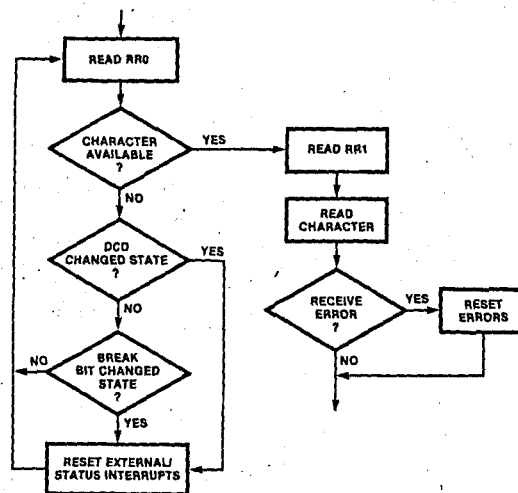 READ RR0
CHARACTER
AVAILABLE
?
YES
READ RR1
NO
READ
CHARACTER
DCD
CHANGED STATE
?
YES
RECEIVE
ERROR
?
YES
RESET
ERRORS
NO
NO
BREAK
BIT CHANGED
STATE
?
NO
YES
RESET EXTERNAL/
STATUS INTERRUPTS